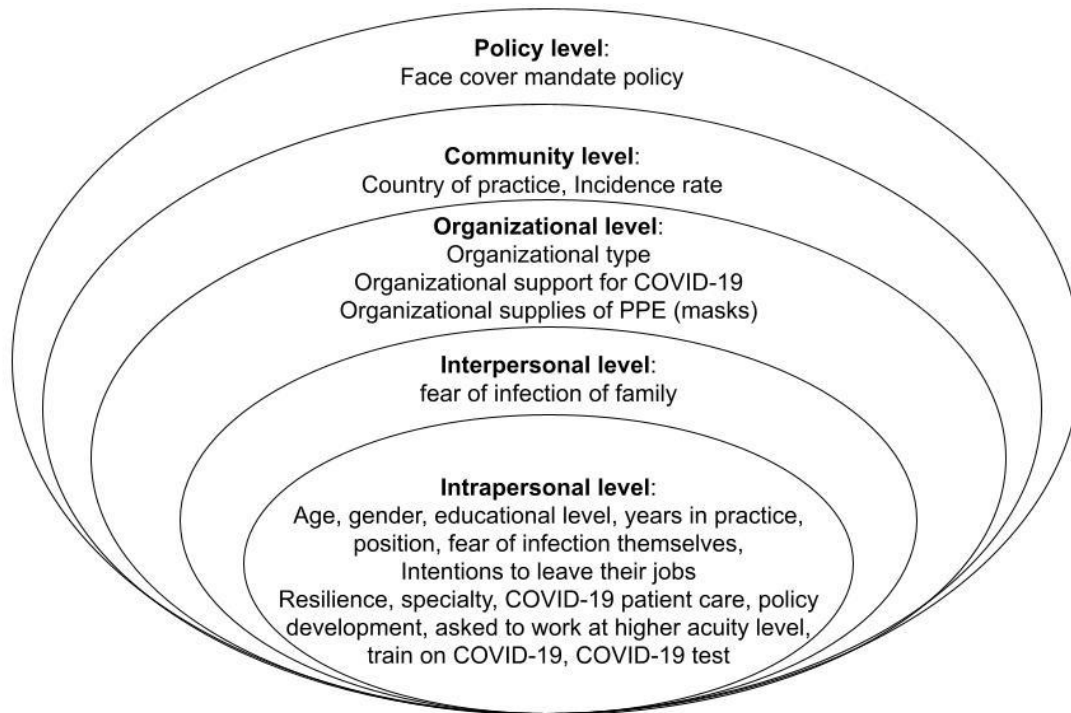 Policy level:
Face cover mandate policy
Community level:
Country of practice, Incidence rate
Organizational level:
Organizational type
Organizational support for COVID-19
Organizational supplies of PPE (masks)
Interpersonal level:
fear of infection of family
Intrapersonal level:
Age, gender, educational level, years in practice,
position, fear of infection themselves,
Intentions to leave their jobs
Resilience, specialty, COVID-19 patient care, policy
development, asked to work at higher acuity level,
train on COVID-19, COVID-19 test